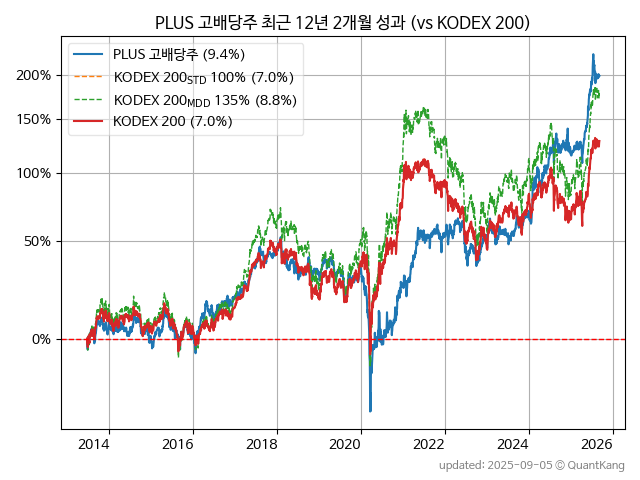 PLUS 고배당주 최근 12년 2개월 성과 (vs KODEX 200)
PLUS 고배당주 (9.4%)
KODEX 200STD 100% (7.0%)
KODEX 200MDD 135% (8.8%)
KODEX 200 (7.0%)
200%
150%
100%
50%
0%
2014 2016 2018 2020 2022 2024 2026
updated: 2025-09-05 © QuantKang